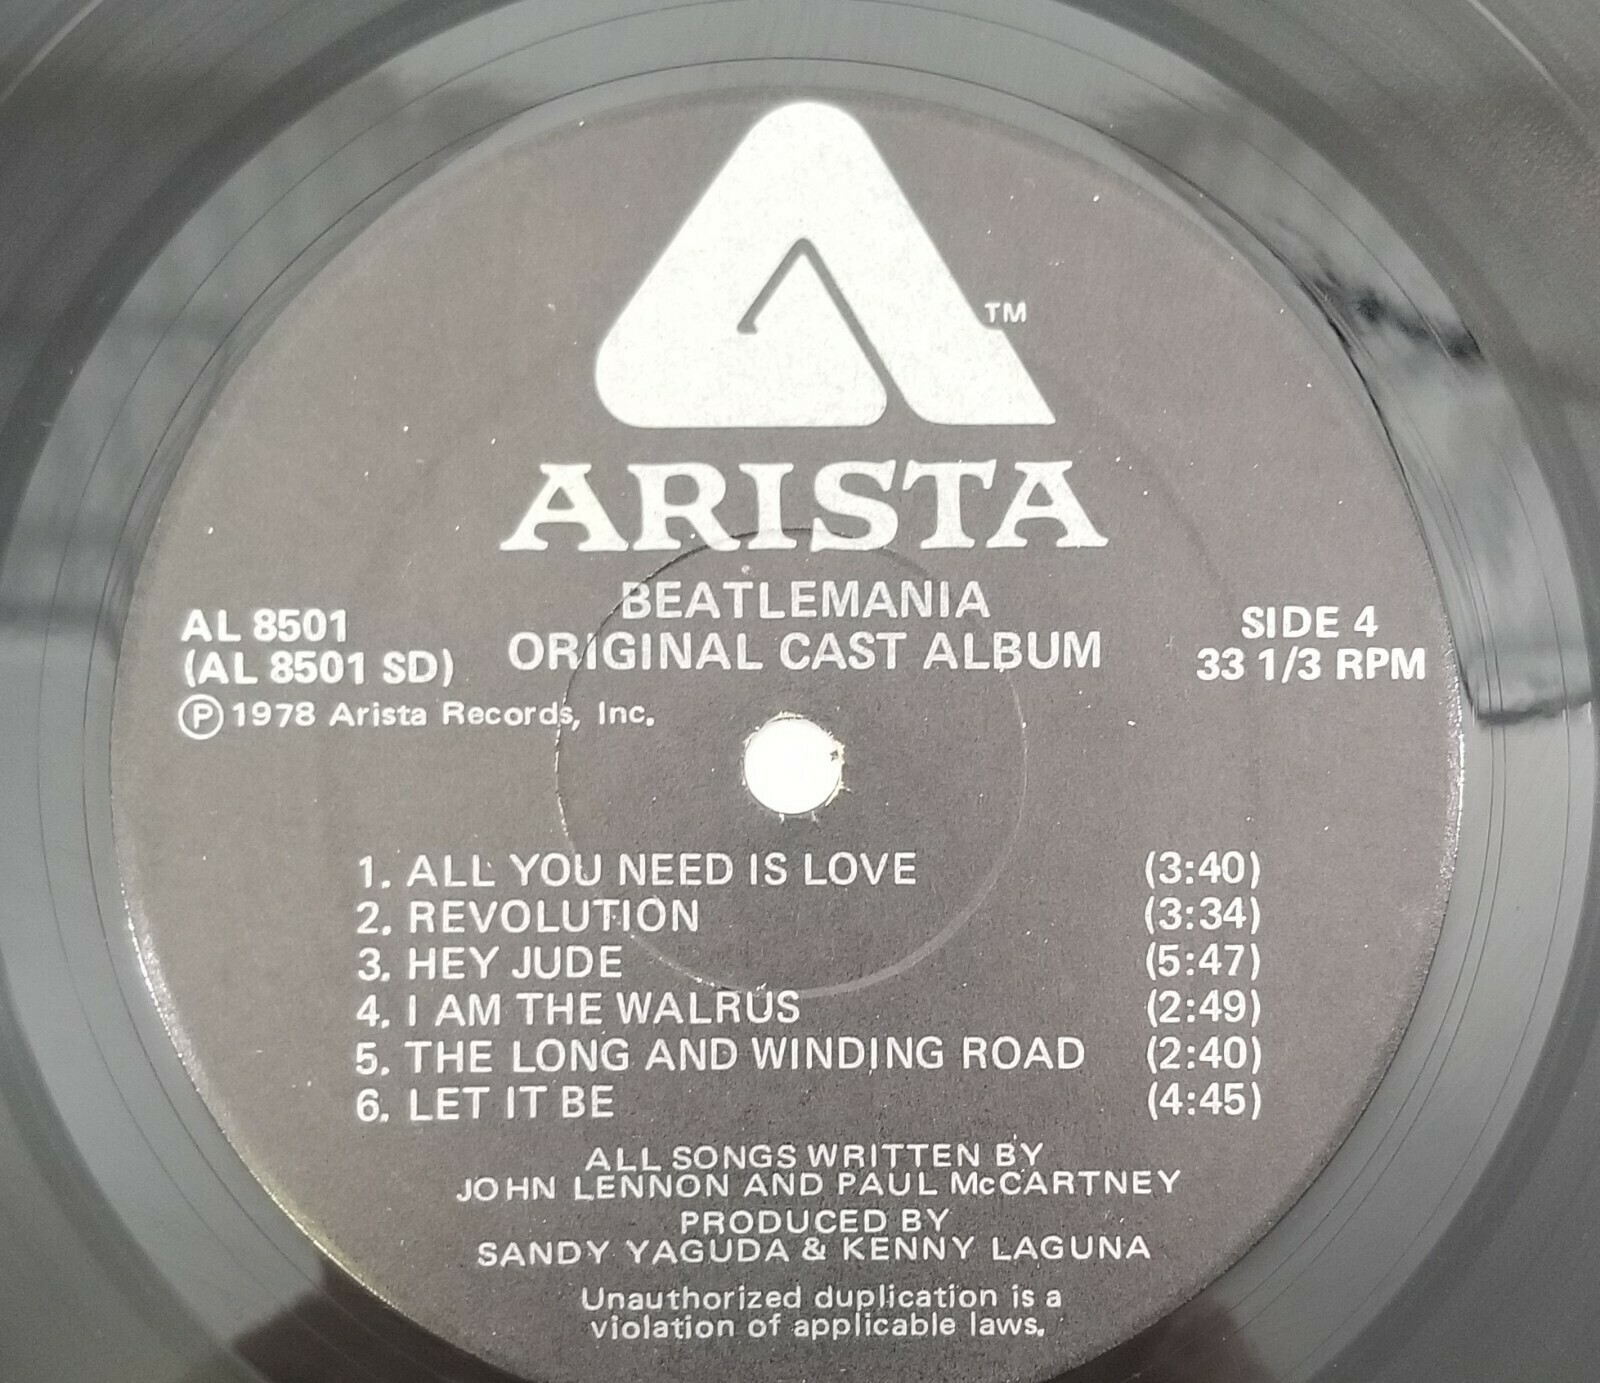 TM
ARISTA
BEATLEMANIA
ORIGINAL CAST ALBUM
AL 8501
(AL 8501 SD)
Ⓟ 1978 Arista Records, Inc.
SIDE 4
33 1/3 RPM
1. ALL YOU NEED IS LOVE (3:40)
2. REVOLUTION (3:34)
3. HEY JUDE (5:47)
4. I AM THE WALRUS (2:49)
5. THE LONG AND WINDING ROAD (2:40)
6. LET IT BE (4:45)
ALL SONGS WRITTEN BY
JOHN LENNON AND PAUL McCARTNEY
PRODUCED BY
SANDY YAGUDA & KENNY LAGUNA
Unauthorized duplication is a
violation of applicable laws.